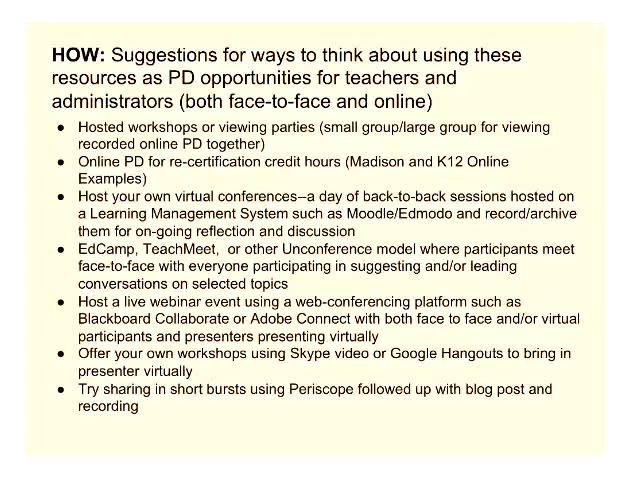 HOW: Suggestions for ways to think about using these
resources as PD opportunities for teachers and
administrators (both face-to-face and online)
● Hosted workshops or viewing parties (small group/large group for viewing
recorded online PD together)
● Online PD for re-certification credit hours (Madison and K12 Online
Examples)
● Host your own virtual conferences--a day of back-to-back sessions hosted on
a Learning Management System such as Moodle/Edmodo and record/archive
them for on-going reflection and discussion
● EdCamp, TeachMeet,  or other Unconference model where participants meet
face-to-face with everyone participating in suggesting and/or leading
conversations on selected topics
● Host a live webinar event using a web-conferencing platform such as
Blackboard Collaborate or Adobe Connect with both face to face and/or virtual
participants and presenters presenting virtually
● Offer your own workshops using Skype video or Google Hangouts to bring in
presenter virtually
● Try sharing in short bursts using Periscope followed up with blog post and
recording